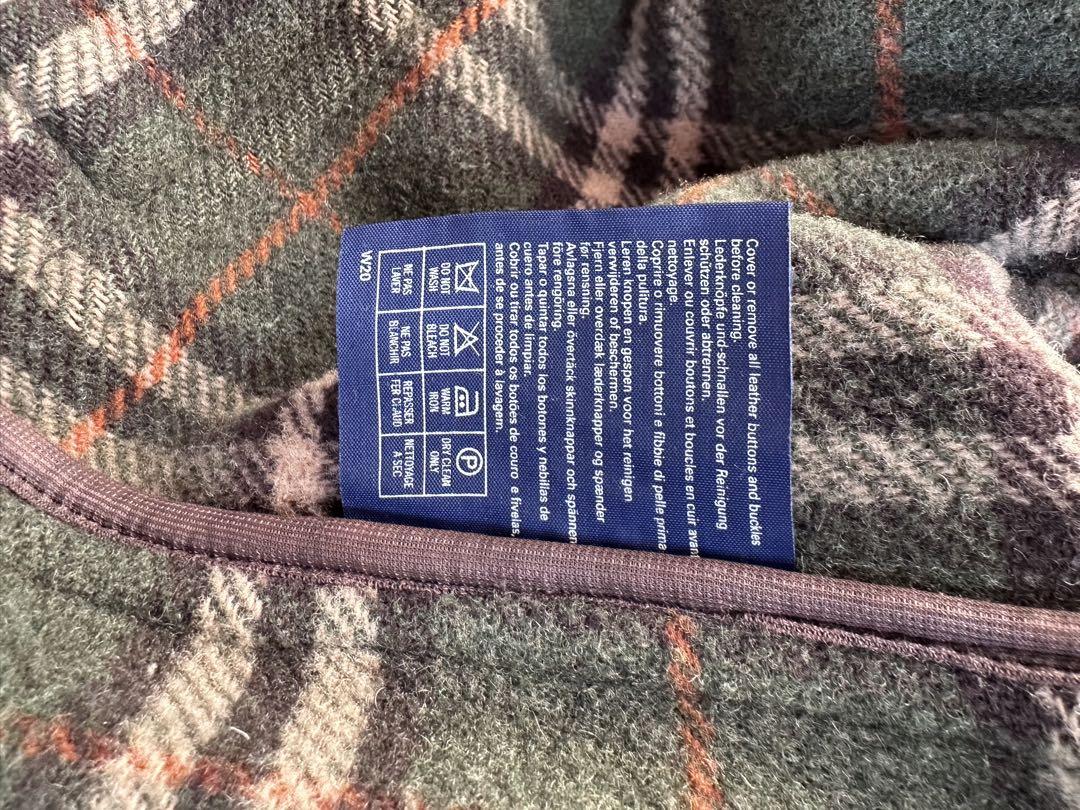 Cover or remove all leather buttons and buckles
before cleaning.
Lederknöpfe und-schnallen vor der Reinigung
schützen oder abtrennen.
Enlever ou couvrir boutons et boucles en cuir avant
nettoyage.
Coprire o rimuovere bottoni e fibbie di pelle prima
della pulitura.
Leren knopen en gespen voor het reinigen
verwijderen of beschermen.
Fjern eller overdæk læderknapper og spænder
før rensning.
Avlägsna eller övertäck skinnknappar och spännen
före rengöring.
Tapar o quintar todos los botones y nebillas de
cuero antes de limpiar.
Cobrir ou tirar todos os botões de couro e fivelas,
antes de se proceder à lavagem.
P
DO NOT WASH
DO NOT BLEACH
WARM IRON
DRY CLEAN ONLY
NE PAS LAVER
NE PAS BLANCHIR
REPASSER FER CHAUD
NETTOYAGE A SEC
W20